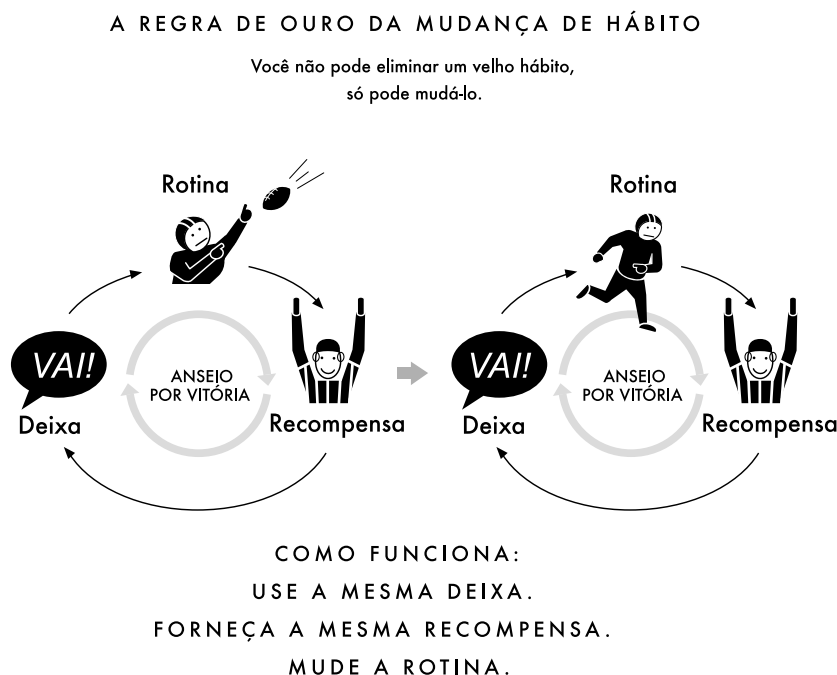 A REGRA DE OURO DA MUDANÇA DE HÁBITO
Você não pode eliminar um velho hábito,
só pode mudá-lo.
Rotina
VAI!
Deixa
ANSEIO
POR VITÓRIA
Recompensa
Rotina
VAI!
Deixa
ANSEIO
POR VITÓRIA
Recompensa
COMO FUNCIONA:
USE A MESMA DEIXA.
FORNEÇA A MESMA RECOMPENSA.
MUDE A ROTINA.